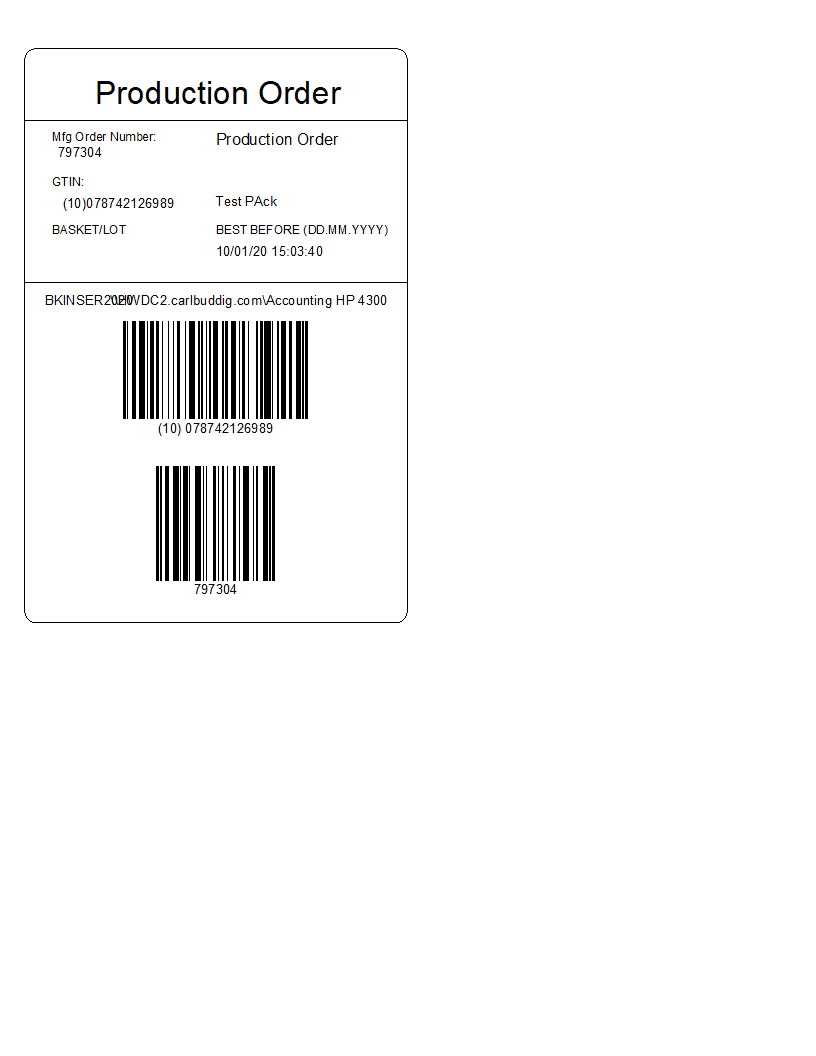 Production Order
Mfg Order Number:
797304
Production Order
GTIN:
(10)078742126989
Test PAck
BASKET/LOT
BEST BEFORE (DD.MM.YYYY)
10/01/20 15:03:40
BKINSER2020 DC2.carlbuddig.com\Accounting HP 4300
(10) 078742126989
797304